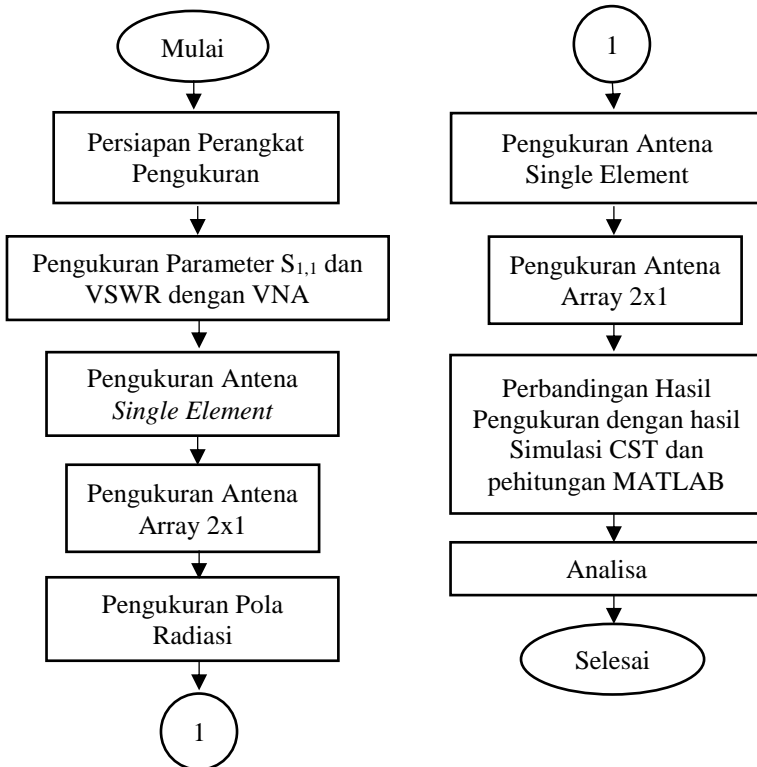 Mulai
Persiapan Perangkat
Pengukuran
Pengukuran Parameter S1,1 dan
VSWR dengan VNA
Pengukuran Antena
Single Element
Pengukuran Antena
Array 2x1
Pengukuran Pola
Radiasi
1
1
Pengukuran Antena
Single Element
Pengukuran Antena
Array 2x1
Perbandingan Hasil
Pengukuran dengan hasil
Simulasi CST dan
pehitungan MATLAB
Analisa
Selesai